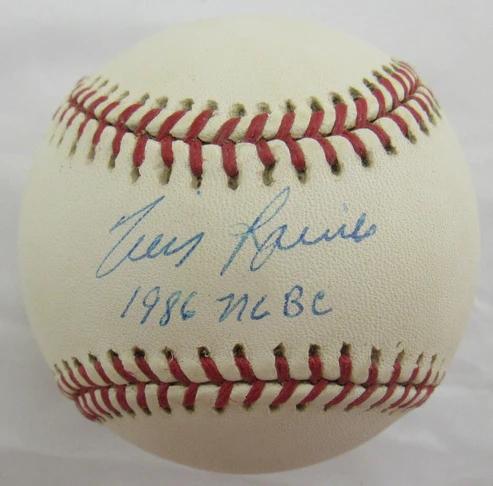 Tim Raines
1986 NL BC